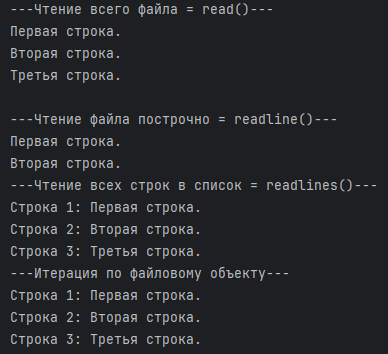 ---Чтение всего файла = read()---
Первая строка.
Вторая строка.
Третья строка.

---Чтение файла построчно = readline()---
Первая строка.
Вторая строка.
---Чтение всех строк в список = readlines()---
Строка 1: Первая строка.
Строка 2: Вторая строка.
Строка 3: Третья строка.
---Итерация по файловому объекту---
Строка 1: Первая строка.
Строка 2: Вторая строка.
Строка 3: Третья строка.